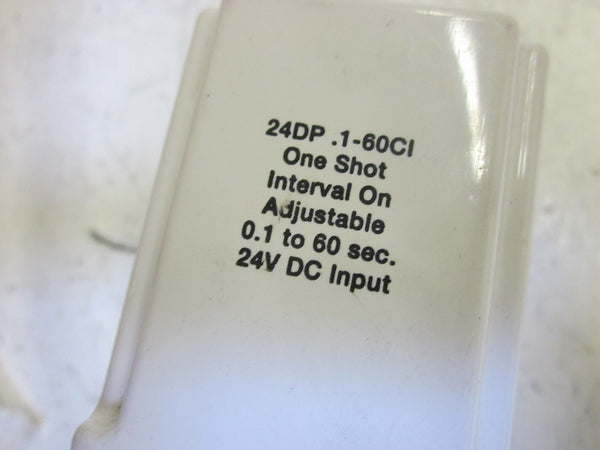 24DP .1-60CI
One Shot
Interval On
Adjustable
0.1 to 60 sec.
24V DC Input